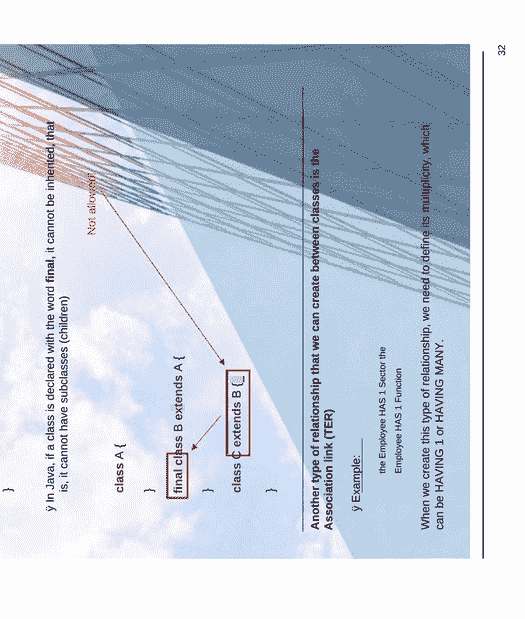 32
}
ÿ In Java, if a class is declared with the word final, it cannot be inherited, that
is, it cannot have subclasses (children)
Not allowed!
class A {
}
final class B extends A {
}
class C extends B {
}
Another type of relationship that we can create between classes is the
Association link (TER)
ÿ Example:
the Employee HAS 1 Sector the
Employee HAS 1 Function
When we create this type of relationship, we need to define its multiplicity, which
can be HAVING 1 or HAVING MANY.